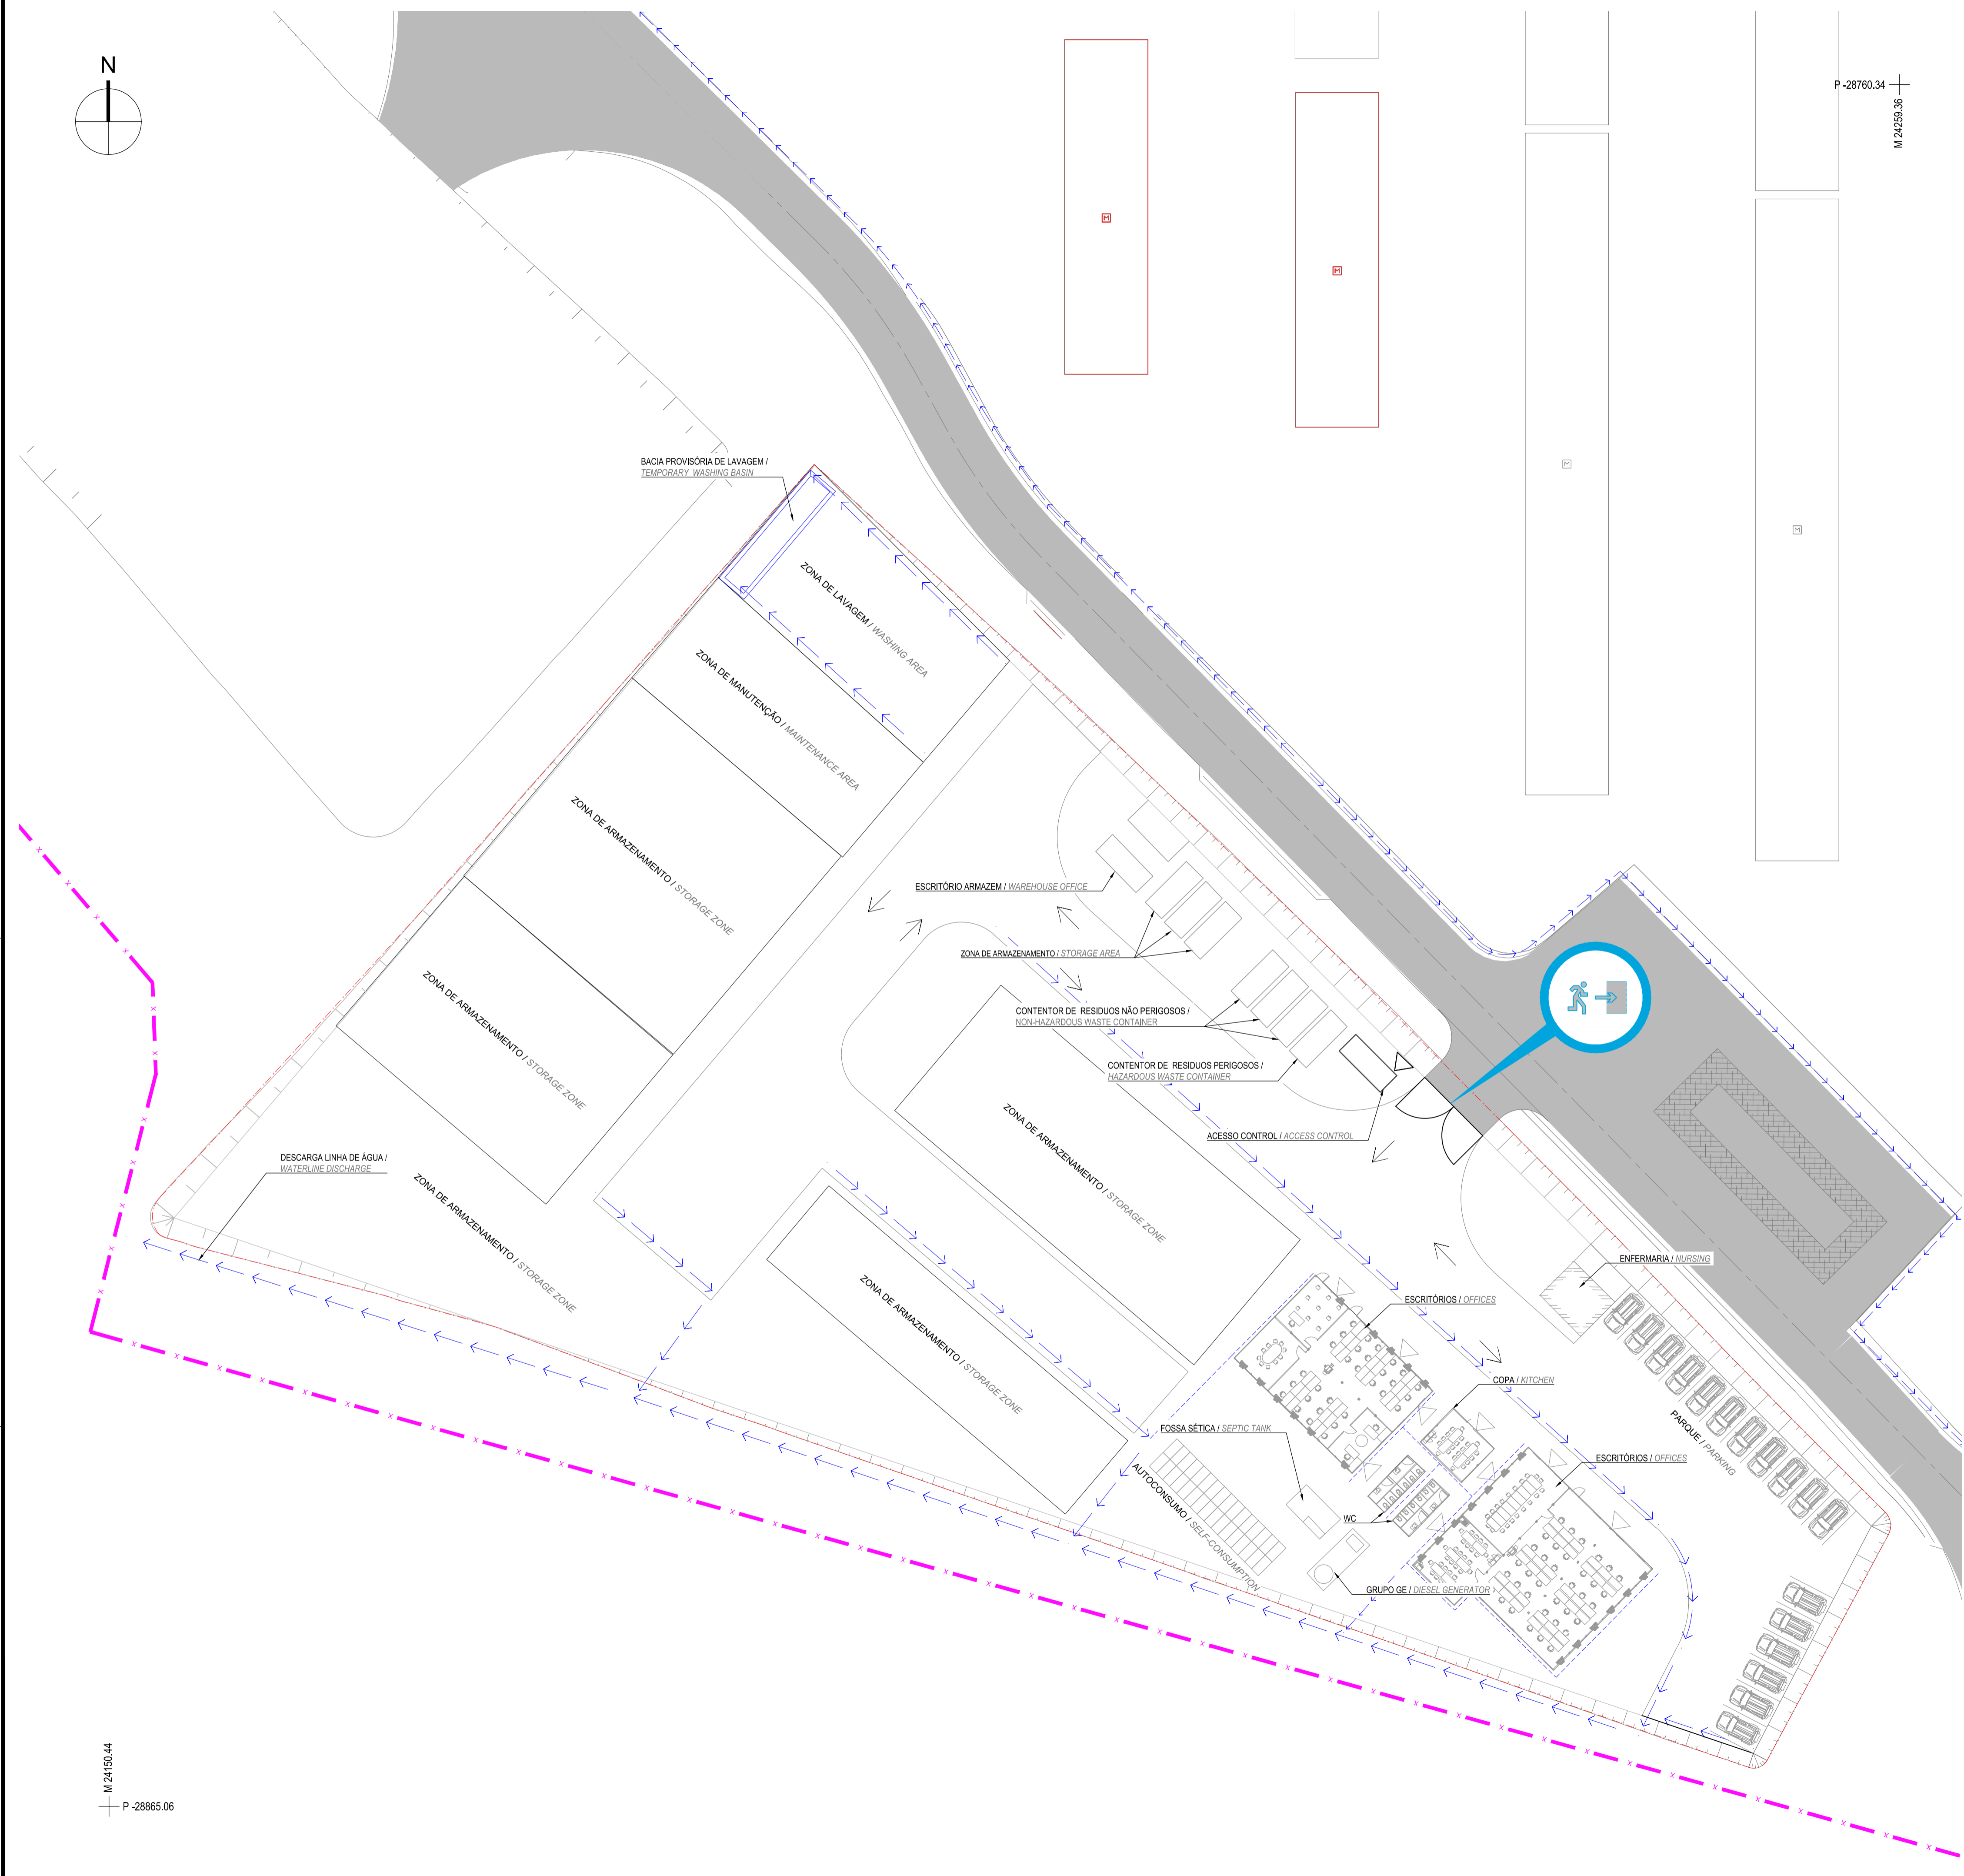 N
P -28760.34
M 24259.36
BACIA PROVISÓRIA DE LAVAGEM /
TEMPORARY WASHING BASIN
M
M
M
M
ZONA DE LAVAGEM / WASHING AREA
ZONA DE MANUTENÇÃO / MAINTENANCE AREA
ZONA DE ARMAZENAMENTO / STORAGE ZONE
ESCRITÓRIO ARMAZEM / WAREHOUSE OFFICE
ZONA DE ARMAZENAMENTO / STORAGE AREA
ZONA DE ARMAZENAMENTO / STORAGE ZONE
CONTENTOR DE RESIDUOS NÃO PERIGOSOS /
NON-HAZARDOUS WASTE CONTAINER
CONTENTOR DE RESIDUOS PERIGOSOS /
HAZARDOUS WASTE CONTAINER
ZONA DE ARMAZENAMENTO / STORAGE ZONE
ACESSO CONTROL / ACCESS CONTROL
DESCARGA LINHA DE ÀGUA /
WATERLINE DISCHARGE
ZONA DE ARMAZENAMENTO / STORAGE ZONE
ENFERMARIA / NURSING
ZONA DE ARMAZENAMENTO / STORAGE ZONE
ESCRITÓRIOS / OFFICES
COPA / KITCHEN
PARQUE / PARKING
FOSSA SÉTICA / SEPTIC TANK
ESCRITÓRIOS / OFFICES
AUTOCONSUMO / SELF-CONSUMPTION
WC
GRUPO GE / DIESEL GENERATOR
M 24150.44
P -28865.06